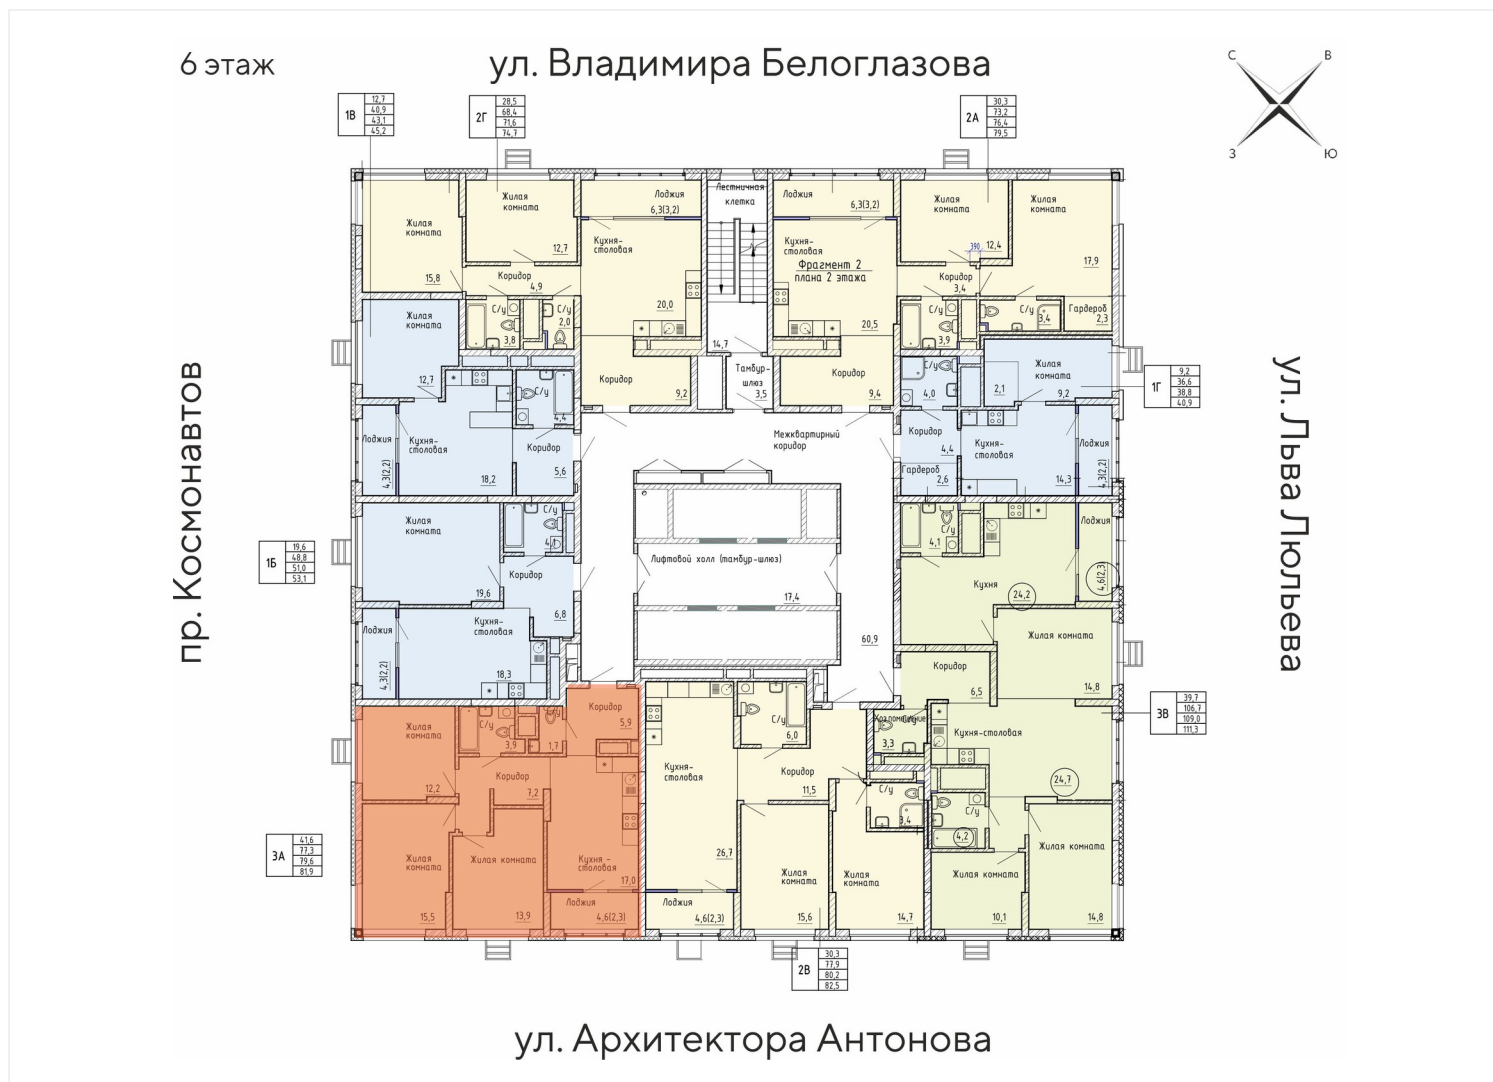 6 этаж
ул. Владимира Белоглазова
С
В
З
Ю
1В
12,7
40,9
43,1
45,2
2Г
28,5
68,4
71,6
74,7
2А
30,3
73,2
76,4
79,5
Жилая
комната
15,8
Жилая
комната
12,7
Лоджия
6,3(3,2)
Кухня-
столовая
20,0
Лестничная
клетка
Лоджия
6,3(3,2)
Кухня-
столовая
Фрагмент 2
плана 2 этажа
20,5
Жилая
комната
390
12,4
Жилая
комната
17,9
Коридор
4,9
С/у
3,8
С/у
2,0
Коридор
3,4
С/у
3,9
С/у
3,4
Гардероб
2,3
Жилая
комната
12,7
Коридор
9,2
14,7
Тамбур-
шлюз
3,5
Коридор
9,4
С/у
4,0
2,1
Жилая
комната
9,2
1Г
9,2
36,6
38,8
40,9
Лоджия
4,3(2,2)
Кухня-
столовая
18,2
С/у
4,4
Коридор
5,6
Межквартирный
коридор
Коридор
4,4
Гардероб
2,6
Кухня-
столовая
14,3
Лоджия
4,3(2,2)
пр. Космонавтов
ул. Льва Люльева
1Б
19,6
48,8
51,0
53,1
Жилая
комната
19,6
С/у
4,1
Коридор
6,8
Лифтовой холл (тамбур-шлюз)
17,4
60,9
С/у
4,1
Кухня
24,2
Лоджия
4,6(2,3)
Лоджия
4,3(2,2)
Кухня-
столовая
18,3
Жилая комната
14,8
Коридор
6,5
3В
39,7
106,7
109,0
111,3
Жилая
комната
12,2
С/у
3,9
1,7
Коридор
5,9
Коридор
7,2
Кухня-
столовая
26,7
С/у
6,0
Коридор
11,5
Хоз.помещение
С/у
3,3
Кухня-столовая
24,7
С/у
3,4
С/у
4,2
3А
41,6
77,3
79,6
81,9
Жилая
комната
15,5
Жилая комната
13,9
Кухня -
столовая
17,0
Лоджия
4,6(2,3)
Лоджия
4,6(2,3)
Жилая
комната
15,6
Жилая
комната
14,7
Жилая комната
10,1
Жилая комната
14,8
2В
30,3
77,9
80,2
82,5
ул. Архитектора Антонова